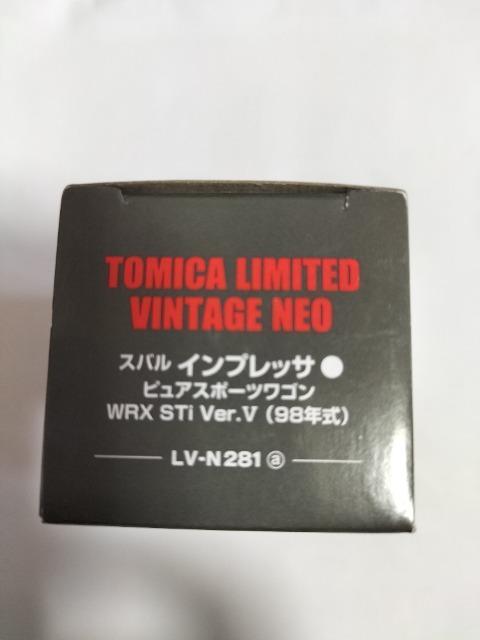 TOMICA LIMITED
VINTAGE NEO
スバル インプレッサ ●
ピュアスポーツワゴン
WRX STi Ver.V (98年式)
LV-N281 ⓐ